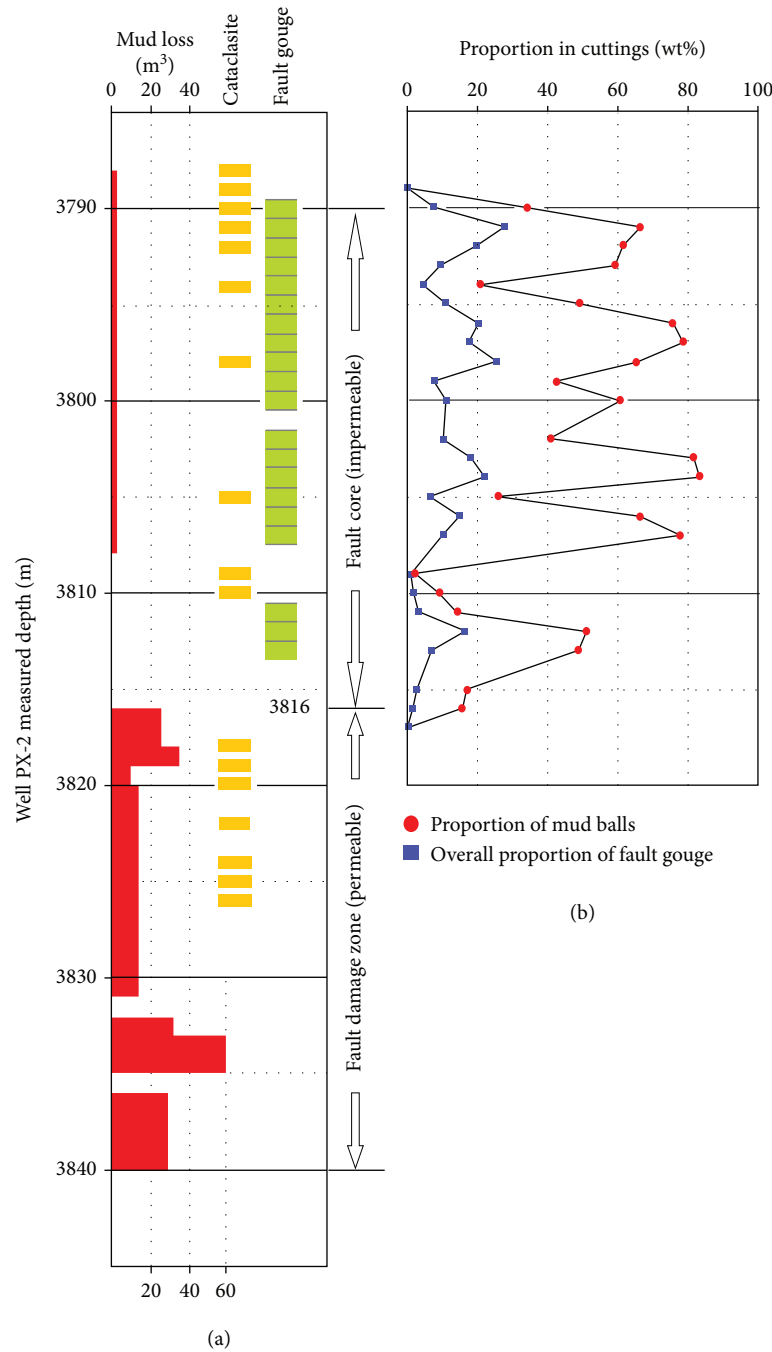 Mud loss
(m³)
0 20 40
Cataclasite
Fault gouge
Proportion in cuttings (wt%)
0 20 40 60 80 100
Well PX-2 measured depth (m)
3790
3800
3810
3816
3820
3830
3840
Fault core (impermeable)
Fault damage zone (permeable)
20 40 60
(a)
Proportion of mud balls
Overall proportion of fault gouge
(b)